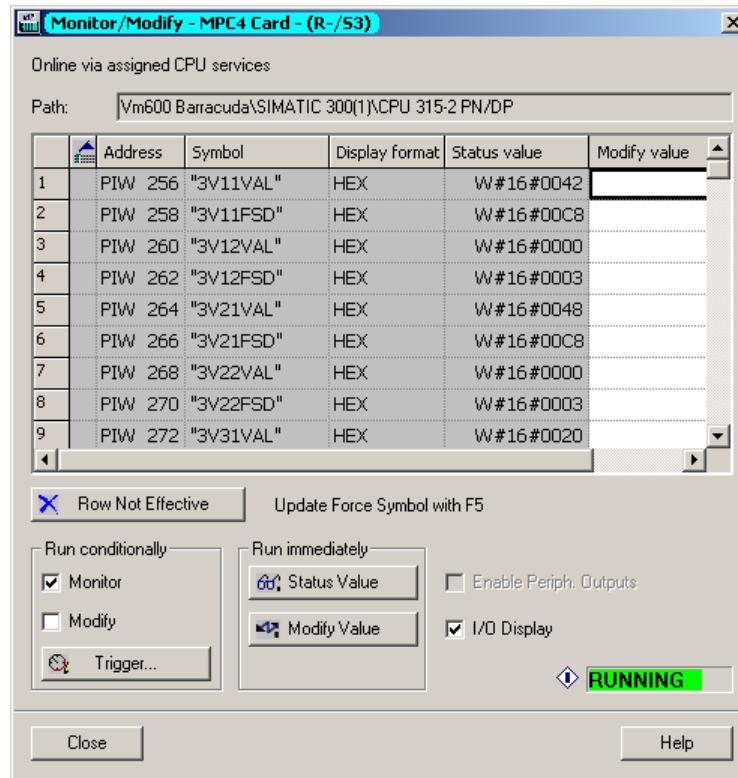 Monitor/Modify - MPC4 Card - (R-/S3)
Online via assigned CPU services
Path: Vm600 Barracuda\SIMATIC 300(1)\CPU 315-2 PN/DP
Address Symbol Display format Status value Modify value
1 PIW 256 "3V11VAL" HEX W#16#0042
2 PIW 258 "3V11FSD" HEX W#16#00C8
3 PIW 260 "3V12VAL" HEX W#16#0000
4 PIW 262 "3V12FSD" HEX W#16#0003
5 PIW 264 "3V21VAL" HEX W#16#0048
6 PIW 266 "3V21FSD" HEX W#16#00C8
7 PIW 268 "3V22VAL" HEX W#16#0000
8 PIW 270 "3V22FSD" HEX W#16#0003
9 PIW 272 "3V31VAL" HEX W#16#0020
Row Not Effective Update Force Symbol with F5
Run conditionally Run immediately
Monitor Status Value Enable Periph. Outputs
Modify Modify Value I/O Display
Trigger...
RUNNING
Close Help